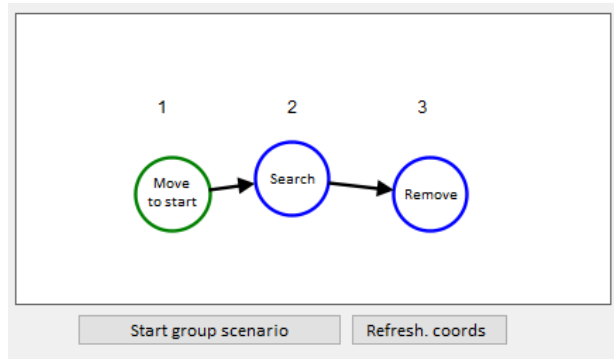 1 2 3
Move
to start
Search
Remove
Start group scenario
Refresh. coords